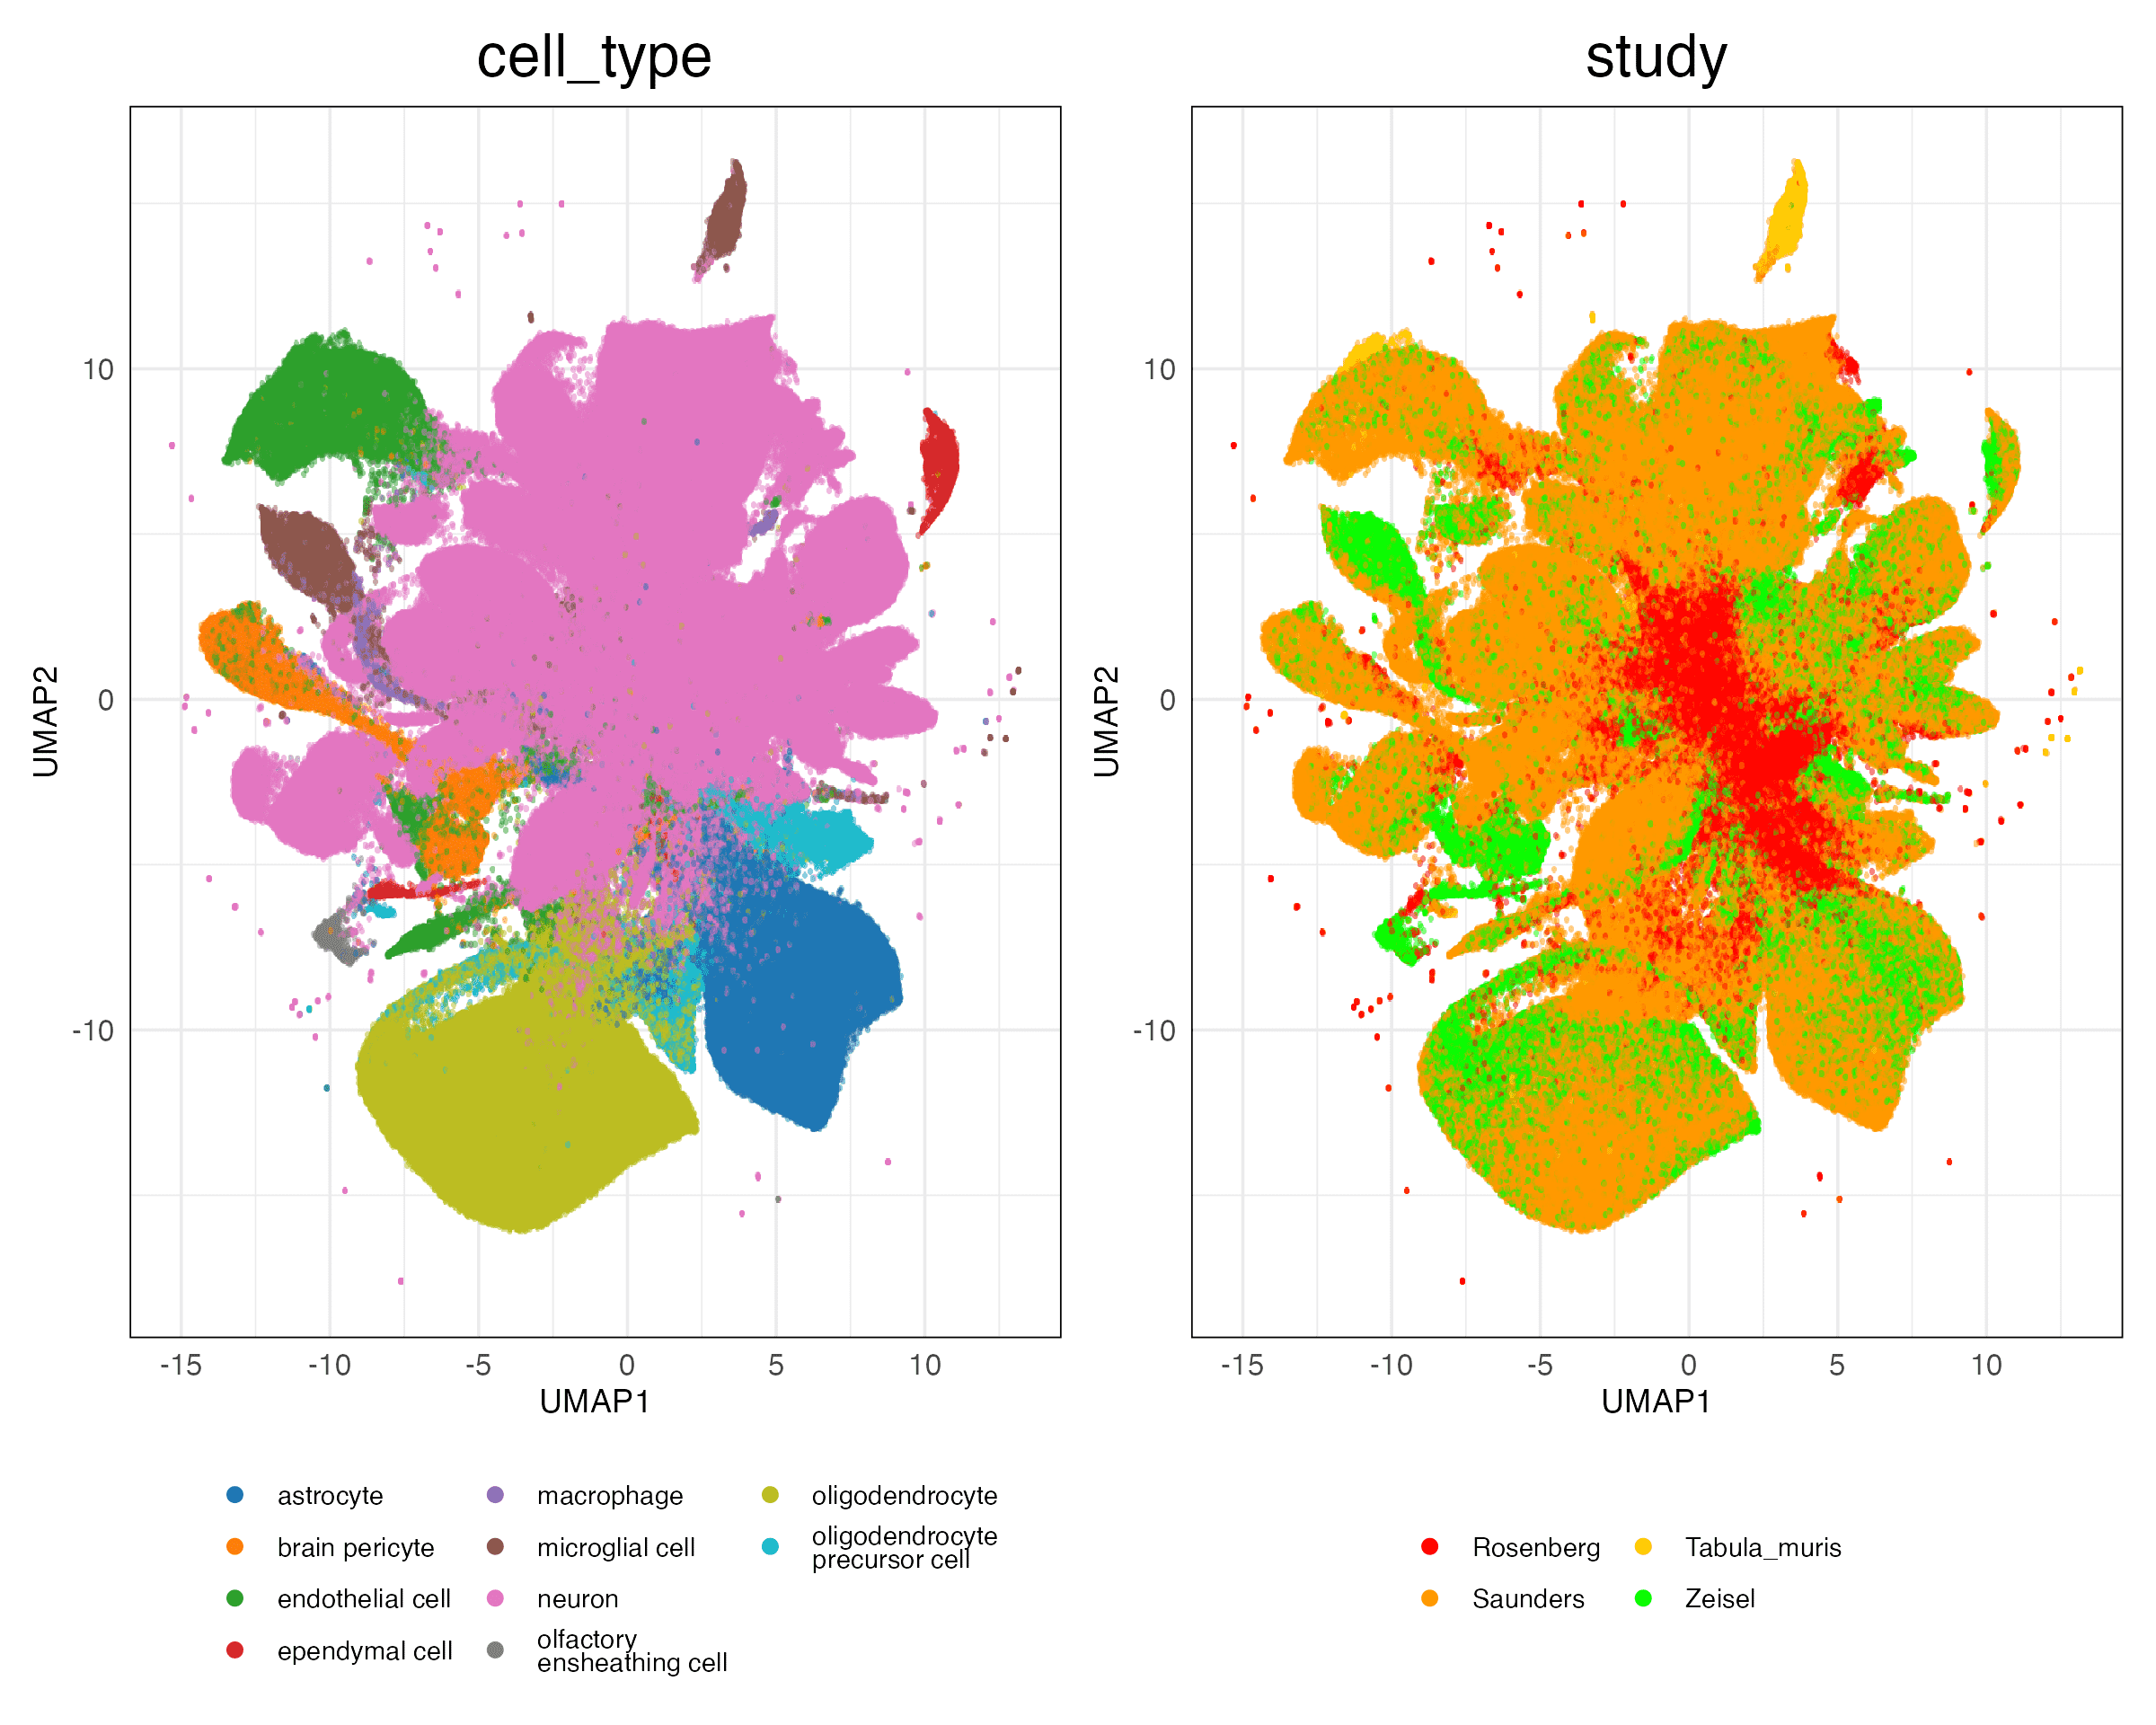 cell_type
10
0
-10
UMAP2
-15 -10 -5 0 5 10
UMAP1
astrocyte
brain pericyte
endothelial cell
ependymal cell
macrophage
microglial cell
neuron
olfactory
ensheathing cell
oligodendrocyte
oligodendrocyte
precursor cell
study
10
0
-10
UMAP2
-15 -10 -5 0 5 10
UMAP1
Rosenberg
Saunders
Tabula_muris
Zeisel